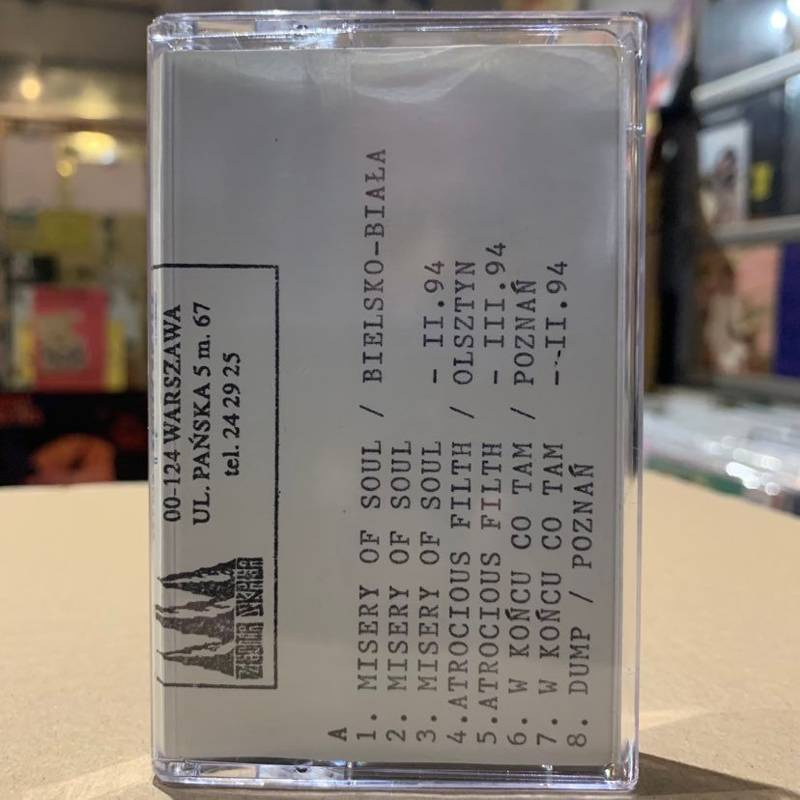 00-124 WARSZAWA
UL. PAŃSKA 5 m. 67
tel. 24 29 25
A
1. MISERY OF SOUL / BIELSKO-BIAŁA
2. MISERY OF SOUL
3. MISERY OF SOUL - II.94
4. ATROCIOUS FILTH / OLSZTYN
5. ATROCIOUS FILTH - III.94
6. W KOŃCU CO TAM / POZNAŃ
7. W KOŃCU CO TAM --II.94
8. DUMP / POZNAŃ